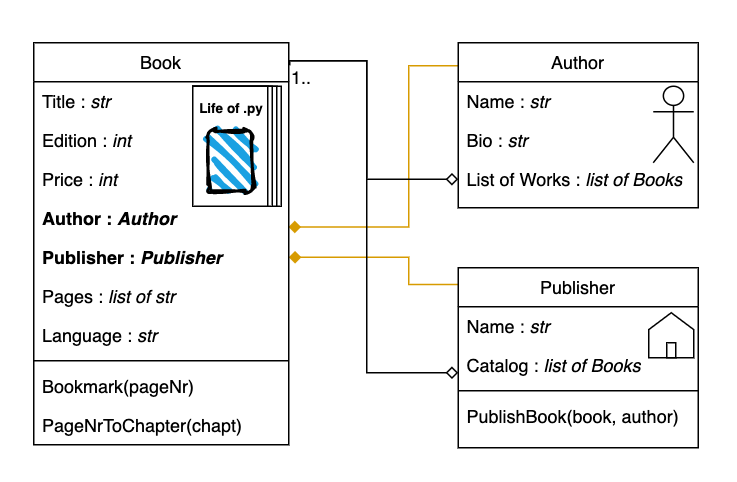 Book
1..
Title : str
Life of .py
Edition : int
Price : int
Author : Author
Publisher : Publisher
Pages : list of str
Language : str
Bookmark(pageNr)
PageNrToChapter(chapt)
Author
Name : str
Bio : str
List of Works : list of Books
Publisher
Name : str
Catalog : list of Books
PublishBook(book, author)